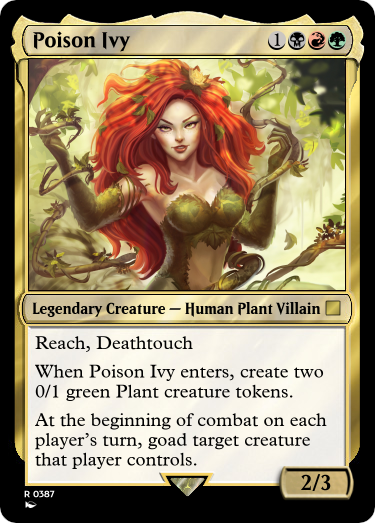 Poison Ivy 1
Legendary Creature — Human Plant Villain
Reach, Deathtouch
When Poison Ivy enters, create two
0/1 green Plant creature tokens.
At the beginning of combat on each
player's turn, goad target creature
that player controls.
2/3
R 0387